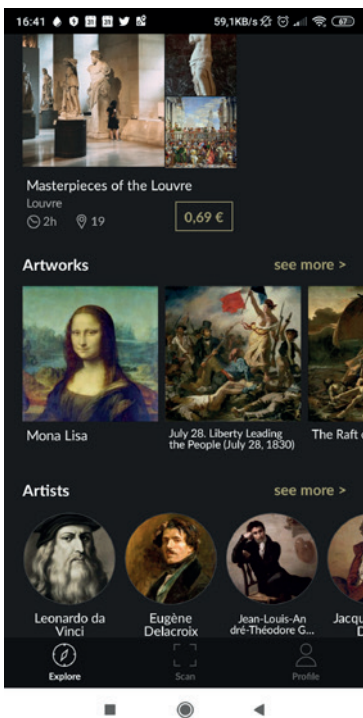 16:41 59,1KB/s 67
Masterpieces of the Louvre
Louvre
2h 19
0,69 €
Artworks see more >
Mona Lisa
July 28. Liberty Leading
the People (July 28, 1830)
The Raft
Artists see more >
Leonardo da
Vinci
Eugène
Delacroix
Jean-Louis-An
dré-Théodore G...
Jacqu
D
Explore Scan Profile